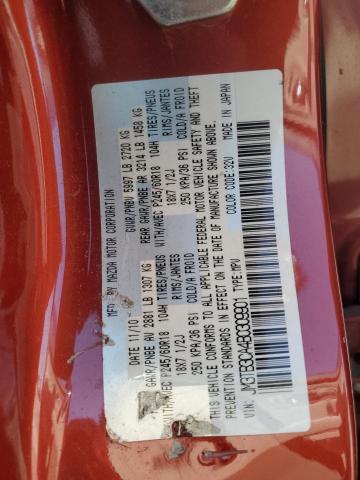 MFD BY MAZDA MOTOR CORPORATION
DATE 11/10 GVWR/PNBV 5997 LB 2720 KG
GAWR/PNBE AV 2881 LB 1307 KG REAR GAWR/PNBE AR 3214 LB 1458 KG
WITH/AVEC P245/60R18 104H TIRES/PNEUS WITH/AVEC P245/60R18 104H TIRES/PNEUS
18X7 1/2J RIMS/JANTES 18X7 1/2J RIMS/JANTES
250 KPA/36 PSI COLD/A FROID 250 KPA/36 PSI COLD/A FROID
THIS VEHICLE CONFORMS TO ALL APPLICABLE FEDERAL MOTOR VEHICLE SAFETY AND THEFT
PREVENTION STANDARDS IN EFFECT ON THE DATE OF MANUFACTURE SHOWN ABOVE.
VIN: JM3TB3CA4B0309901 TYPE:MPV COLOR CODE:32V MADE IN JAPAN